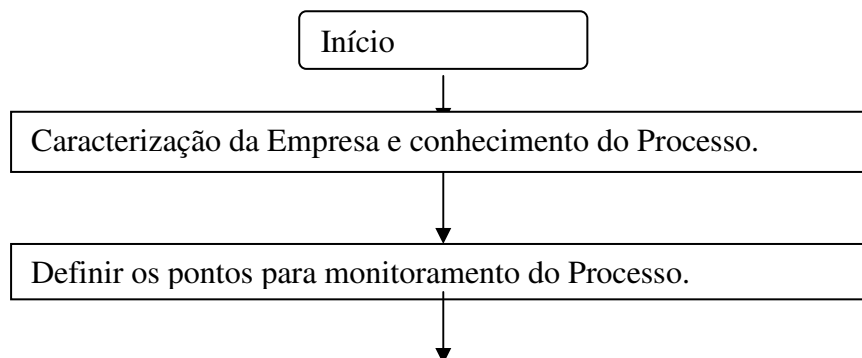 Início
Caracterização da Empresa e conhecimento do Processo.
Definir os pontos para monitoramento do Processo.